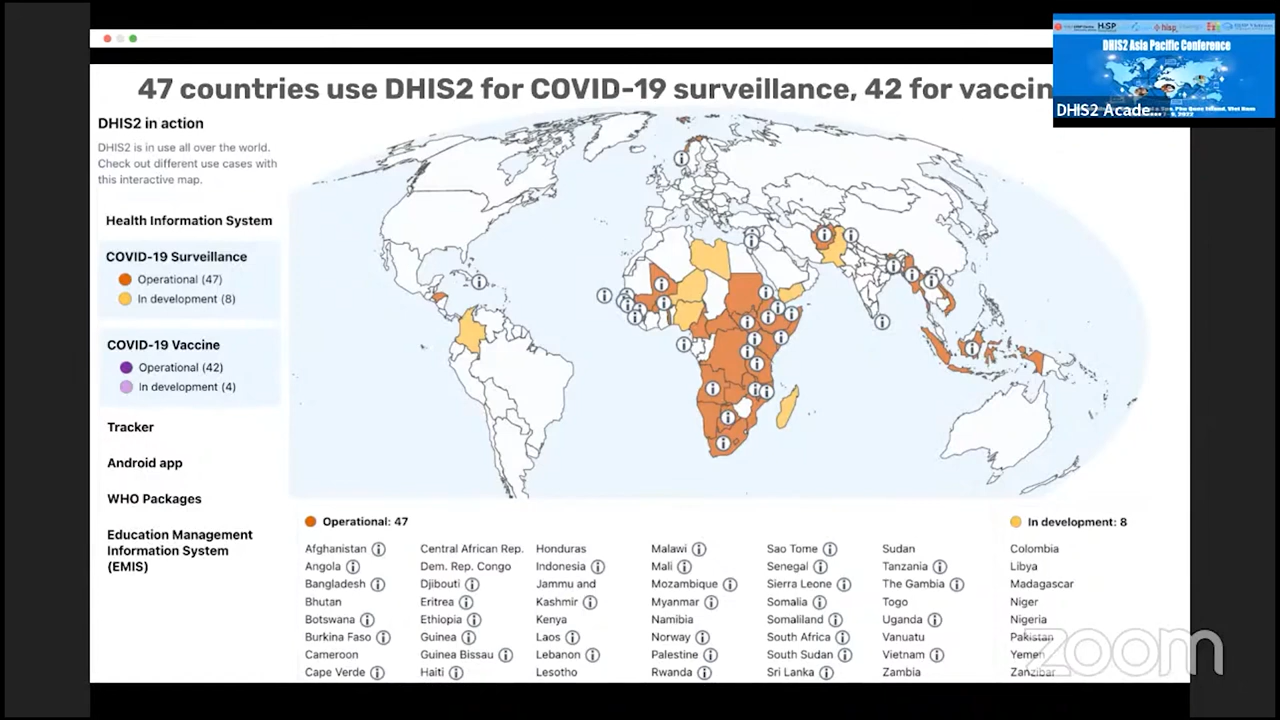 47 countries use DHIS2 for COVID-19 surveillance, 42 for vaccin
DHIS2 Asia Pacific Conference
DHIS2 Acade...
DHIS2 in action
DHIS2 is in use all over the world.
Check out different use cases with
this interactive map.
Health Information System
COVID-19 Surveillance
Operational (47)
In development (8)
COVID-19 Vaccine
Operational (42)
In development (4)
Tracker
Android app
WHO Packages
Education Management
Information System
(EMIS)
Operational: 47
Afghanistan
Angola
Bangladesh
Bhutan
Botswana
Burkina Faso
Cameroon
Cape Verde
Central African Rep.
Dem. Rep. Congo
Djibouti
Eritrea
Ethiopia
Guinea
Guinea Bissau
Haiti
Honduras
Indonesia
Jammu and
Kashmir
Kenya
Laos
Lebanon
Lesotho
Malawi
Mali
Mozambique
Myanmar
Namibia
Norway
Palestine
Rwanda
Sao Tome
Senegal
Sierra Leone
Somalia
Somaliland
South Africa
South Sudan
Sri Lanka
Sudan
Tanzania
The Gambia
Togo
Uganda
Vanuatu
Vietnam
Zambia
In development: 8
Colombia
Libya
Madagascar
Niger
Nigeria
Pakistan
Yemen
Zanzibar
zoom